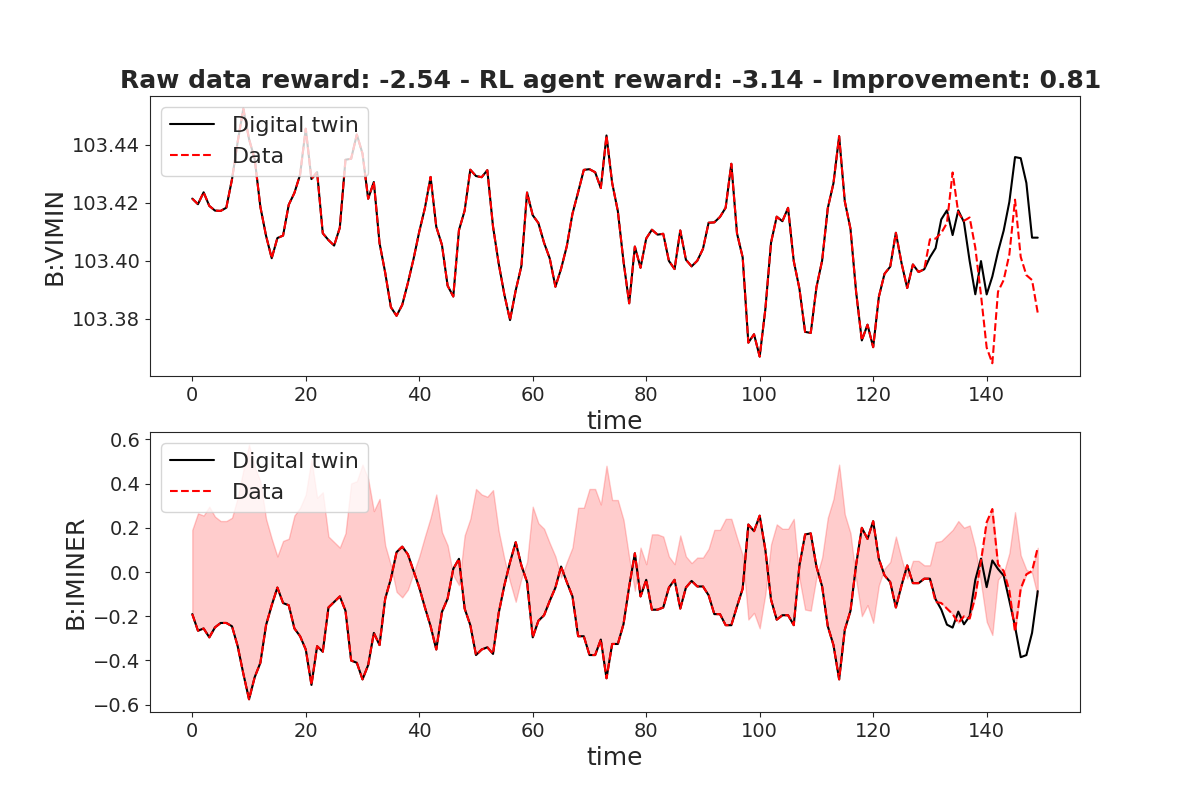 Raw data reward: -2.54 - RL agent reward: -3.14 - Improvement: 0.81
Digital twin
Data
B:VIMIN
103.44
103.42
103.40
103.38
0 20 40 60 80 100 120 140
time
Digital twin
Data
B:IMINER
0.6
0.4
0.2
0.0
−0.2
−0.4
−0.6
0 20 40 60 80 100 120 140
time